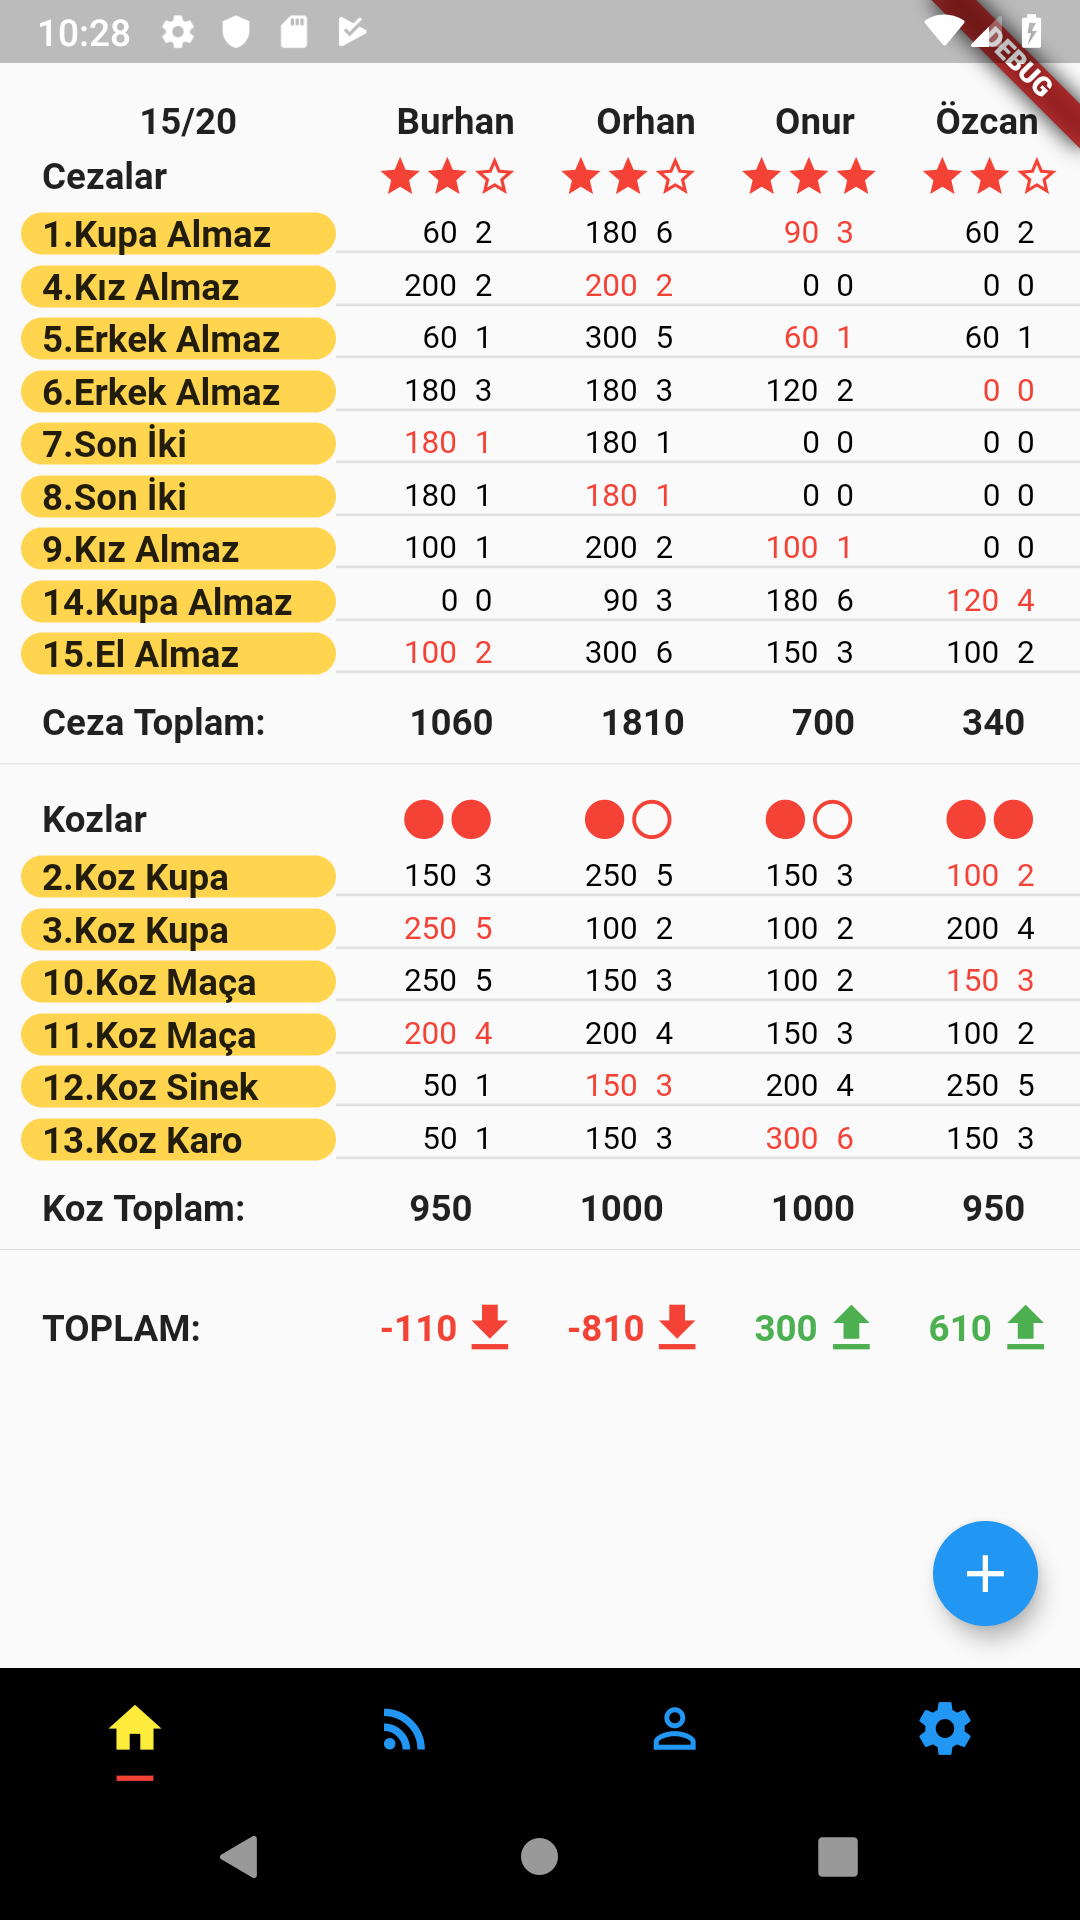 10:28
DEBUG
15/20 Burhan Orhan Onur Özcan
Cezalar
1.Kupa Almaz 60 2 180 6 90 3 60 2
4.Kız Almaz 200 2 200 2 0 0 0 0
5.Erkek Almaz 60 1 300 5 60 1 60 1
6.Erkek Almaz 180 3 180 3 120 2 0 0
7.Son İki 180 1 180 1 0 0 0 0
8.Son İki 180 1 180 1 0 0 0 0
9.Kız Almaz 100 1 200 2 100 1 0 0
14.Kupa Almaz 0 0 90 3 180 6 120 4
15.El Almaz 100 2 300 6 150 3 100 2
Ceza Toplam: 1060 1810 700 340
Kozlar
2.Koz Kupa 150 3 250 5 150 3 100 2
3.Koz Kupa 250 5 100 2 100 2 200 4
10.Koz Maça 250 5 150 3 100 2 150 3
11.Koz Maça 200 4 200 4 150 3 100 2
12.Koz Sinek 50 1 150 3 200 4 250 5
13.Koz Karo 50 1 150 3 300 6 150 3
Koz Toplam: 950 1000 1000 950
TOPLAM: -110 -810 300 610